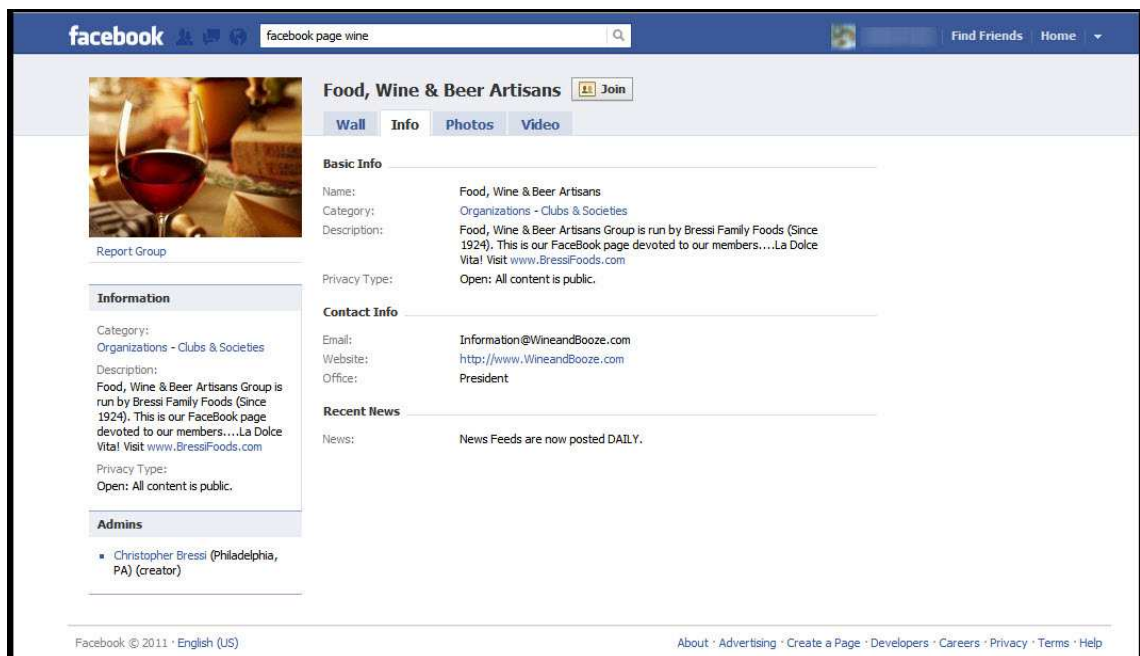 facebook
facebook page wine
Find Friends Home
Food, Wine & Beer Artisans Join
Wall Info Photos Video
Report Group
Information
Category:
Organizations - Clubs & Societies
Description:
Food, Wine & Beer Artisans Group is
run by Bressi Family Foods (Since
1924). This is our FaceBook page
devoted to our members....La Dolce
Vita! Visit www.BressiFoods.com
Privacy Type:
Open: All content is public.
Admins
Christopher Bressi (Philadelphia,
PA) (creator)
Basic Info
Name: Food, Wine & Beer Artisans
Category: Organizations - Clubs & Societies
Description: Food, Wine & Beer Artisans Group is run by Bressi Family Foods (Since
1924). This is our FaceBook page devoted to our members....La Dolce
Vita! Visit www.BressiFoods.com
Privacy Type: Open: All content is public.
Contact Info
Email: Information@WineandBooze.com
Website: http://www.WineandBooze.com
Office: President
Recent News
News: News Feeds are now posted DAILY.
Facebook © 2011 · English (US)
About · Advertising · Create a Page · Developers · Careers · Privacy · Terms · Help